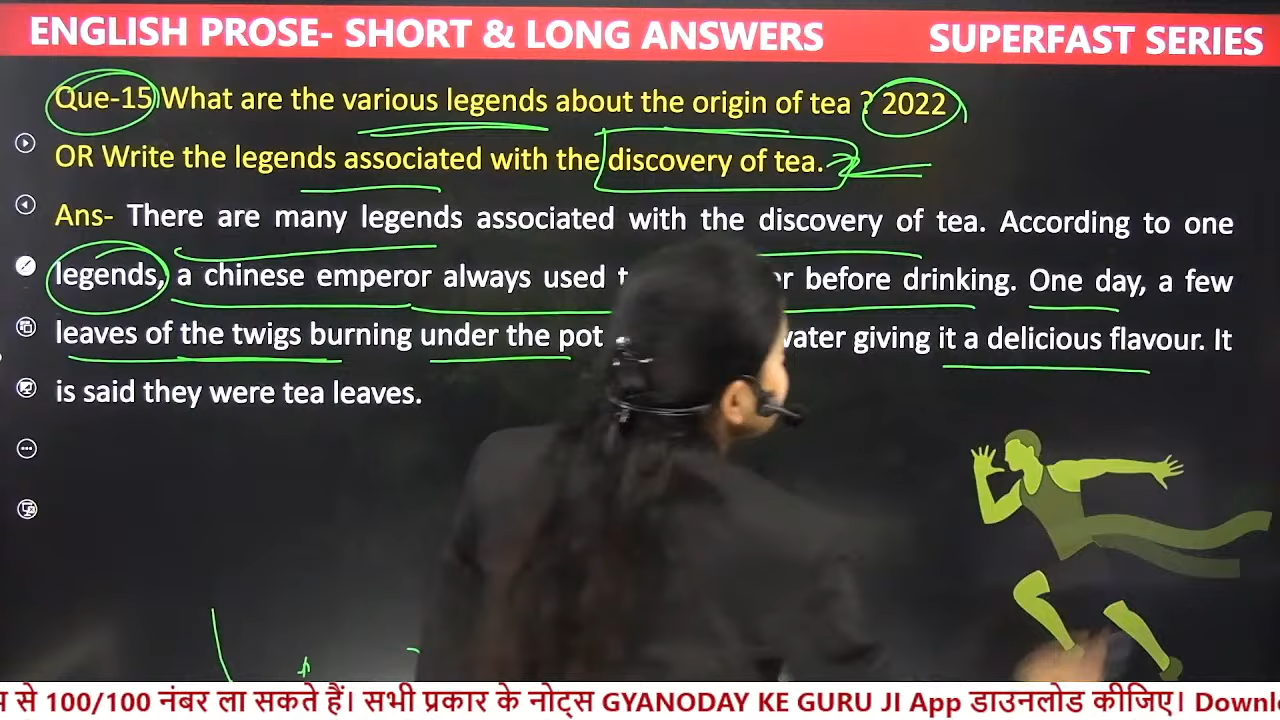 ENGLISH PROSE- SHORT & LONG ANSWERS SUPERFAST SERIES
Que-15 What are the various legends about the origin of tea ? 2022
OR Write the legends associated with the discovery of tea.
Ans- There are many legends associated with the discovery of tea. According to one
legends, a chinese emperor always used before drinking. One day, a few
leaves of the twigs burning under the pot giving it a delicious flavour. It
is said they were tea leaves.
से 100/100 नंबर ला सकते हैं। सभी प्रकार के नोट्स GYANODAY KE GURU JI App डाउनलोड कीजिए।